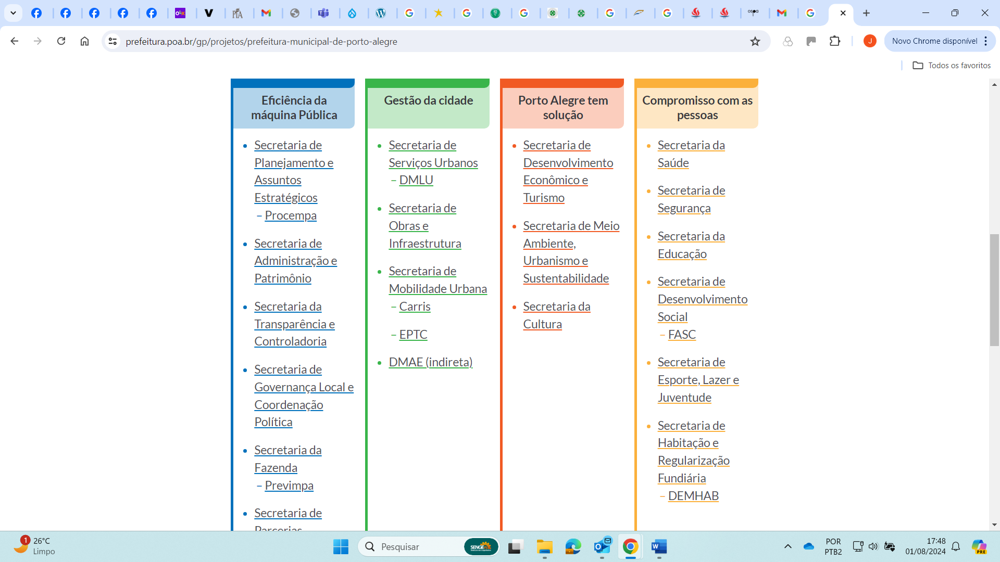 prefeitura.poa.br/gp/projetos/prefeitura-municipal-de-porto-alegre
J
Novo Chrome disponível
Todos os favoritos
Eficiência da
máquina Pública
Secretaria de
Planejamento e
Assuntos
Estratégicos
– Procempa
Secretaria de
Administração e
Patrimônio
Secretaria da
Transparência e
Controladoria
Secretaria de
Governança Local e
Coordenação
Política
Secretaria da
Fazenda
– Previmpa
Secretaria de
Parcerias
Gestão da cidade
Secretaria de
Serviços Urbanos
– DMLU
Secretaria de
Obras e
Infraestrutura
Secretaria de
Mobilidade Urbana
– Carris
– EPTC
DMAE (indireta)
Porto Alegre tem
solução
Secretaria de
Desenvolvimento
Econômico e
Turismo
Secretaria de Meio
Ambiente,
Urbanismo e
Sustentabilidade
Secretaria da
Cultura
Compromisso com as
pessoas
Secretaria da
Saúde
Secretaria de
Segurança
Secretaria da
Educação
Secretaria de
Desenvolvimento
Social
– FASC
Secretaria de
Esporte, Lazer e
Juventude
Secretaria de
Habitação e
Regularização
Fundiária
– DEMHAB
1
26°C
Limpo
Pesquisar
POR
PTB2
17:48
01/08/2024
PRE